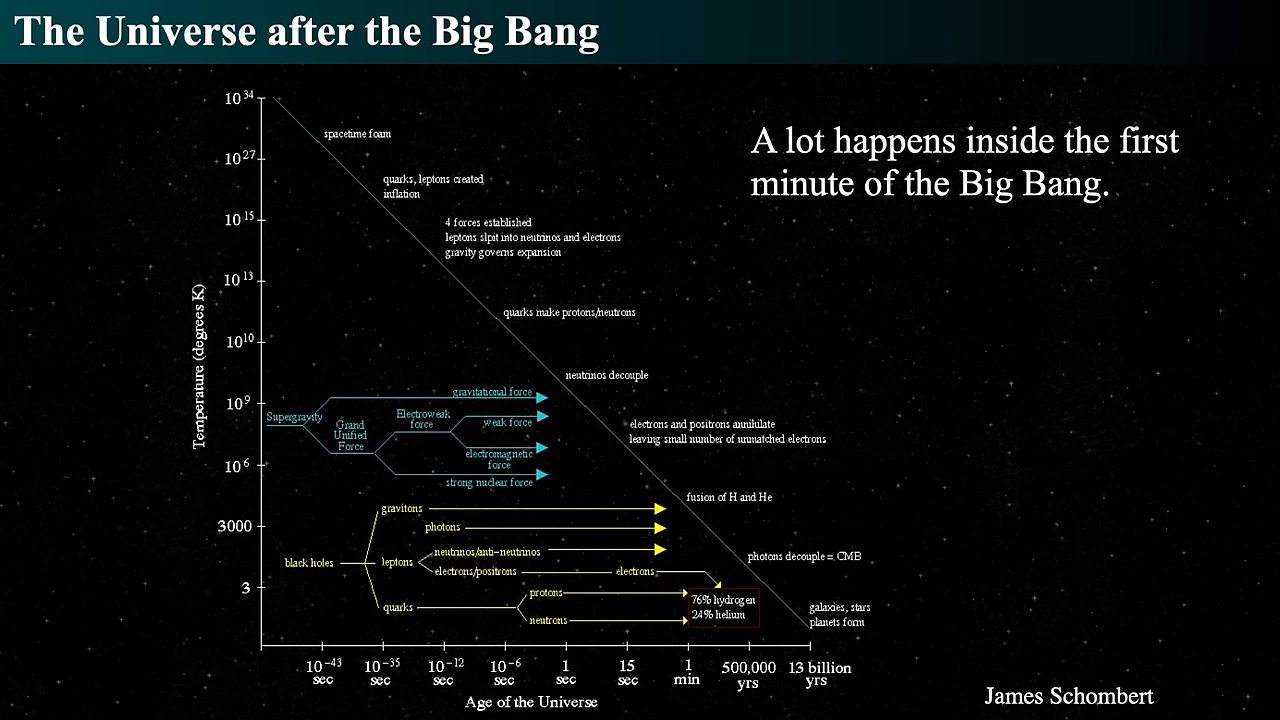 The Universe after the Big Bang
A lot happens inside the first
minute of the Big Bang.
Temperature (degrees K)
10^34
10^27
10^15
10^13
10^10
10^9
10^6
3000
3
spacetime foam
quarks, leptons created
inflation
4 forces established
leptons slpit into neutrinos and electrons
gravity governs expansion
quarks make protons/neutrons
neutrinos decouple
electrons and positrons annihilate
leaving small number of unmatched electrons
fusion of H and He
photons decouple = CMB
galaxies, stars
planets form
Supergravity
gravitational force
Grand
Unified
Force
Electroweak
force
weak force
electromagnetic
force
strong nuclear force
black holes
gravitons
photons
leptons
neutrinos/anti-neutrinos
electrons/positrons
electrons
quarks
protons
neutrons
76% hydrogen
24% helium
10^-43
sec
10^-35
sec
10^-12
sec
10^-6
sec
1
sec
15
sec
1
min
500,000
yrs
13 billion
yrs
Age of the Universe
James Schombert